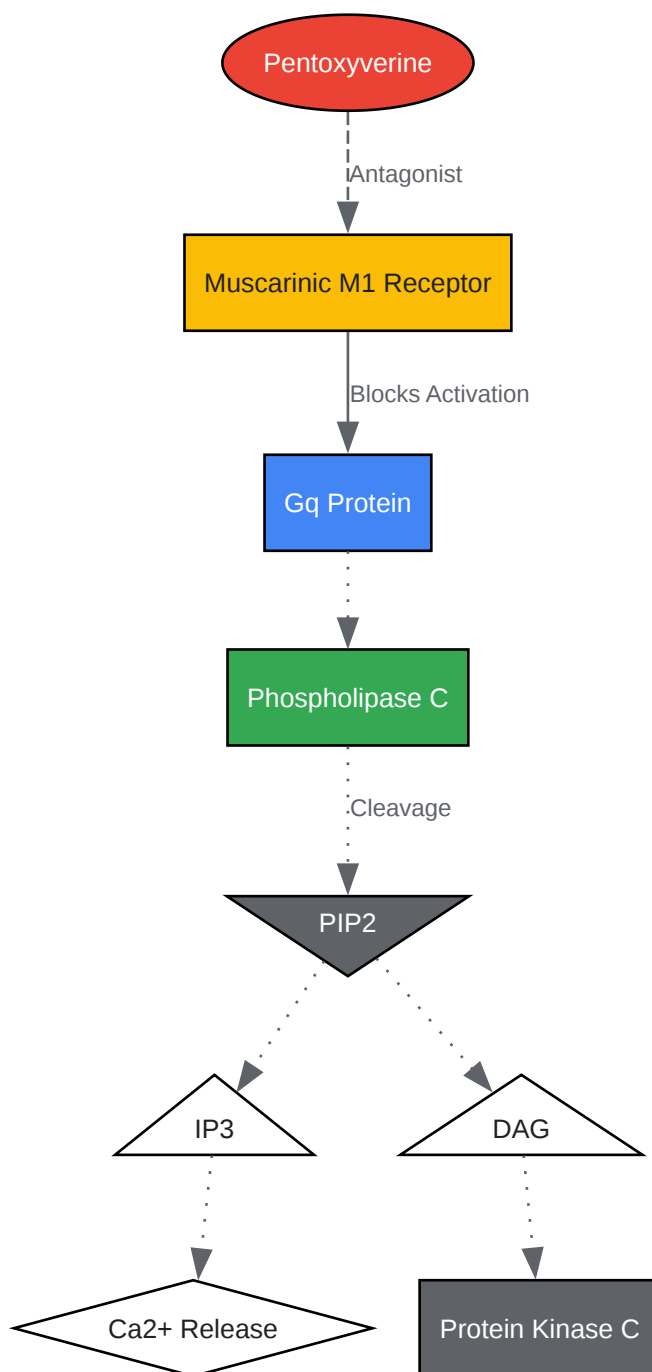 Pentoxyverine
Antagonist
Muscarinic M1 Receptor
Blocks Activation
Gq Protein
Phospholipase C
Cleavage
PIP2
IP3
DAG
Ca2+ Release
Protein Kinase C